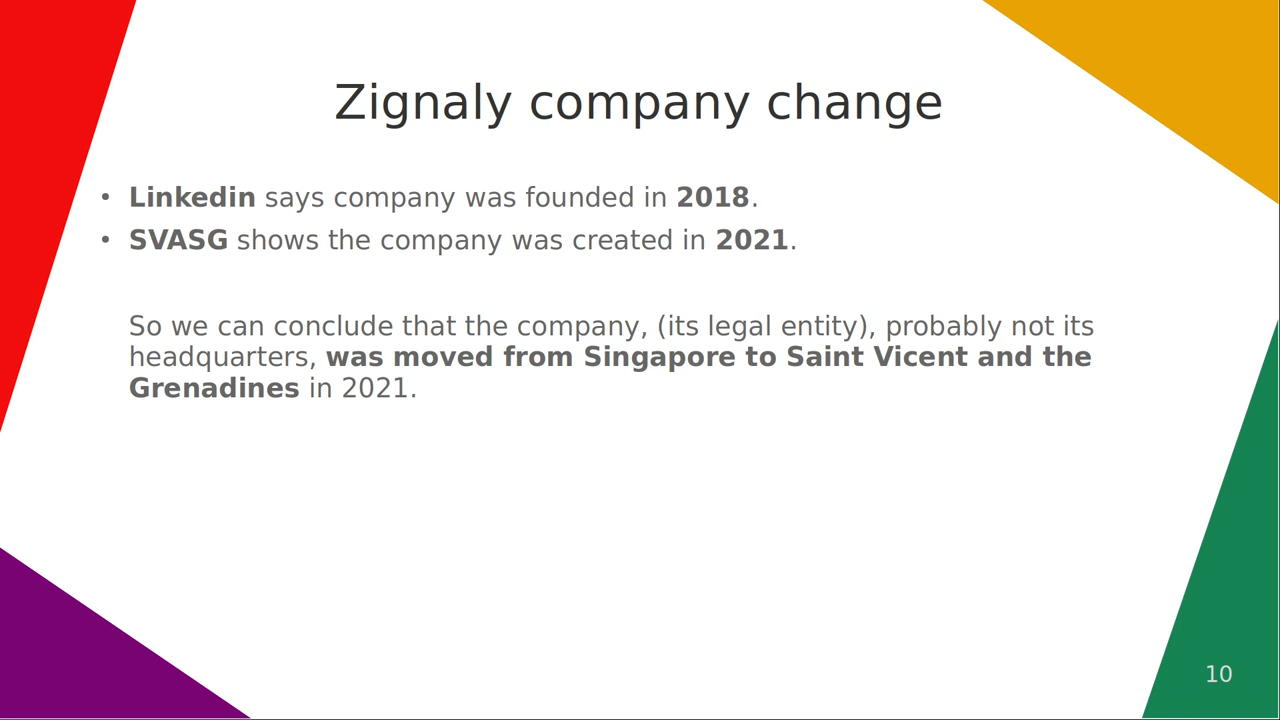 Zignaly company change
• Linkedin says company was founded in 2018.
• SVASG shows the company was created in 2021.
So we can conclude that the company, (its legal entity), probably not its
headquarters, was moved from Singapore to Saint Vicent and the
Grenadines in 2021.
10